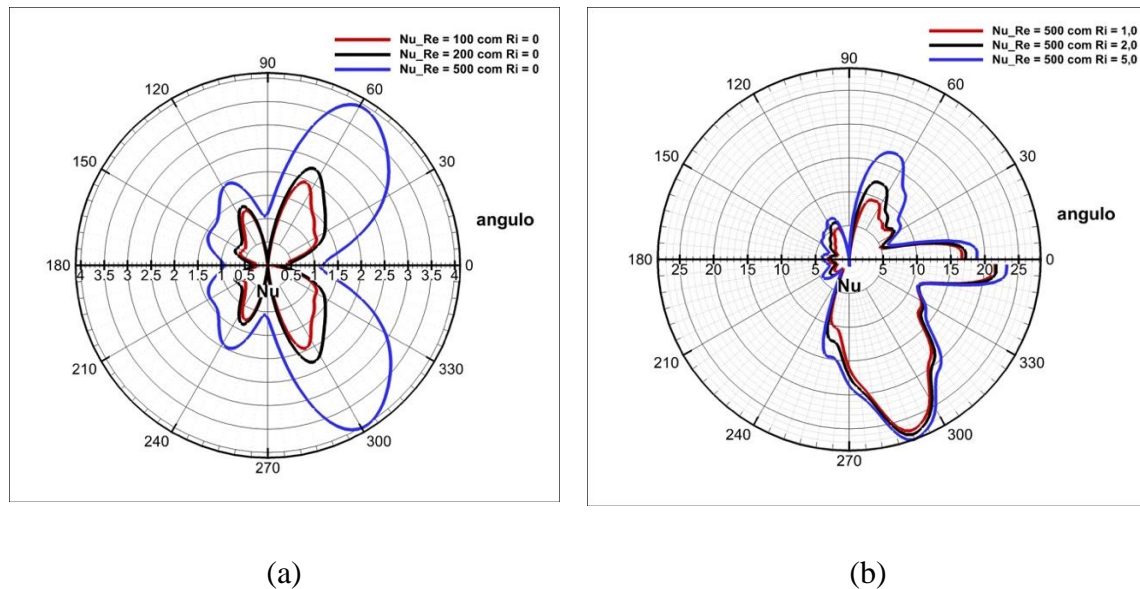 Nu_Re = 100 com Ri = 0
Nu_Re = 200 com Ri = 0
Nu_Re = 500 com Ri = 0
90
120
60
150
30
angulo
180
4 3.5 3 2.5 2 1.5 1 0.5 0.5 1 1.5 2 2.5 3 3.5 4
0
Nu
210
330
240
300
270
(a)
Nu_Re = 500 com Ri = 1,0
Nu_Re = 500 com Ri = 2,0
Nu_Re = 500 com Ri = 5,0
90
120
60
150
30
angulo
180
25 20 15 10 5 5 10 15 20 25
0
Nu
210
330
240
300
270
(b)